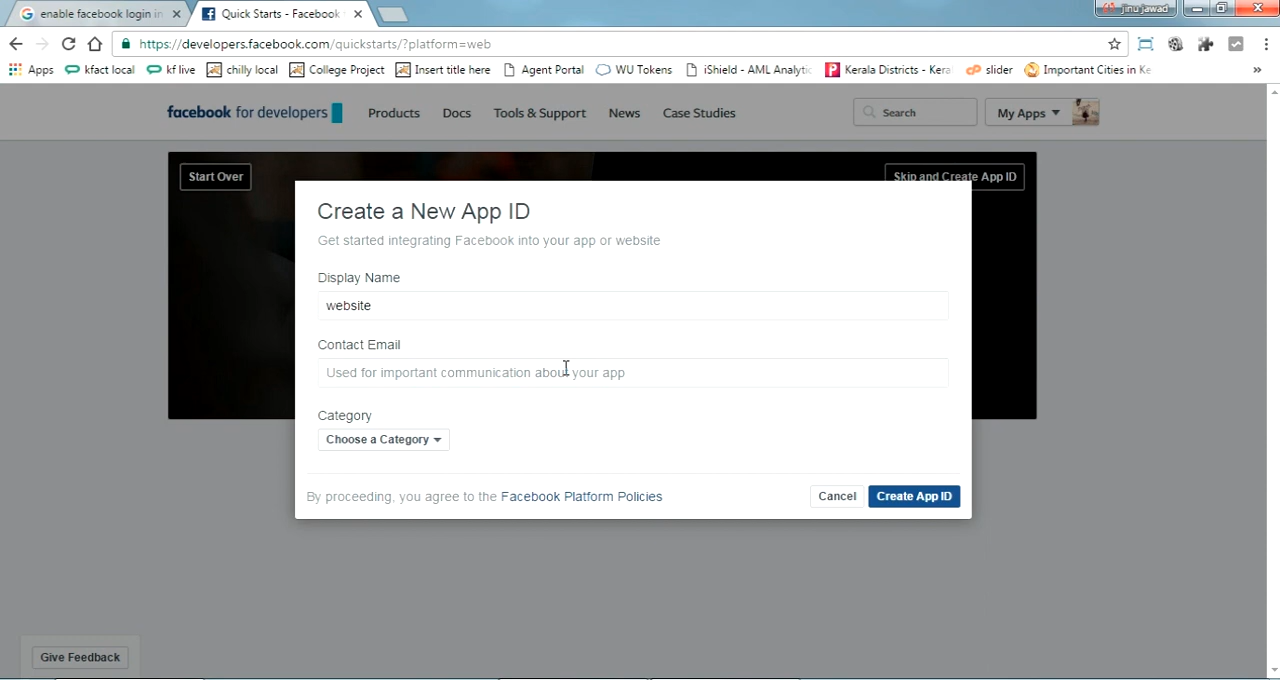 enable facebook login in
Quick Starts - Facebook
jinu jawad
https://developers.facebook.com/quickstarts/?platform=web
Apps kfact local kf live chilly local College Project Insert title here Agent Portal WU Tokens iShield - AML Analytic Kerala Districts - Kera slider Important Cities in Ke »
facebook for developers Products Docs Tools & Support News Case Studies Search My Apps
Start Over Skip and Create App ID
Create a New App ID
Get started integrating Facebook into your app or website
Display Name
website
Contact Email
Used for important communication about your app
Category
Choose a Category
By proceeding, you agree to the Facebook Platform Policies Cancel Create App ID
Give Feedback